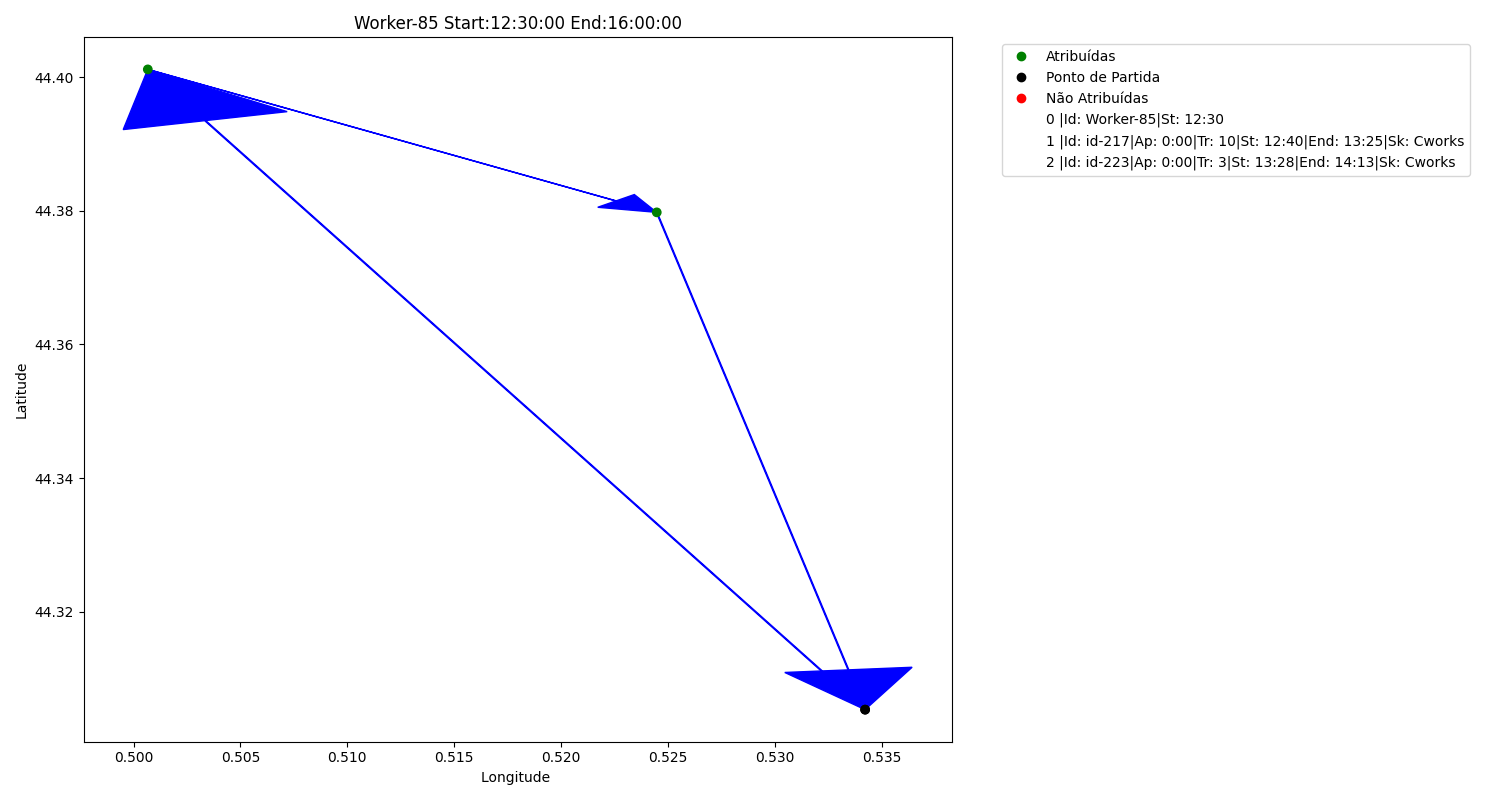 Worker-85 Start:12:30:00 End:16:00:00
Atribuídas
Ponto de Partida
Não Atribuídas
0 |Id: Worker-85|St: 12:30
1 |Id: id-217|Ap: 0:00|Tr: 10|St: 12:40|End: 13:25|Sk: Cworks
2 |Id: id-223|Ap: 0:00|Tr: 3|St: 13:28|End: 14:13|Sk: Cworks
44.40
44.38
44.36
44.34
44.32
Latitude
0.500 0.505 0.510 0.515 0.520 0.525 0.530 0.535
Longitude